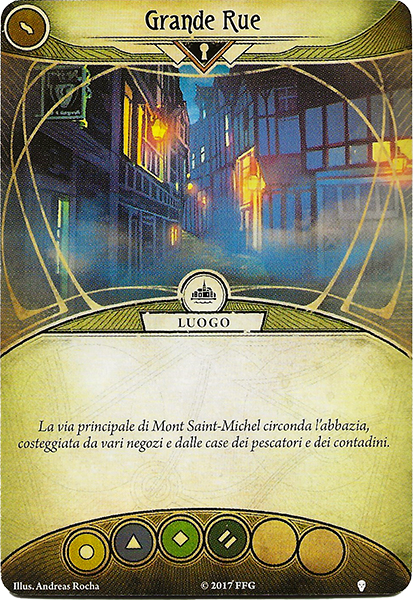 Grande Rue
LUOGO
La via principale di Mont Saint-Michel circonda l'abbazia,
costeggiata da vari negozi e dalle case dei pescatori e dei contadini.
Illus. Andreas Rocha
© 2017 FFG